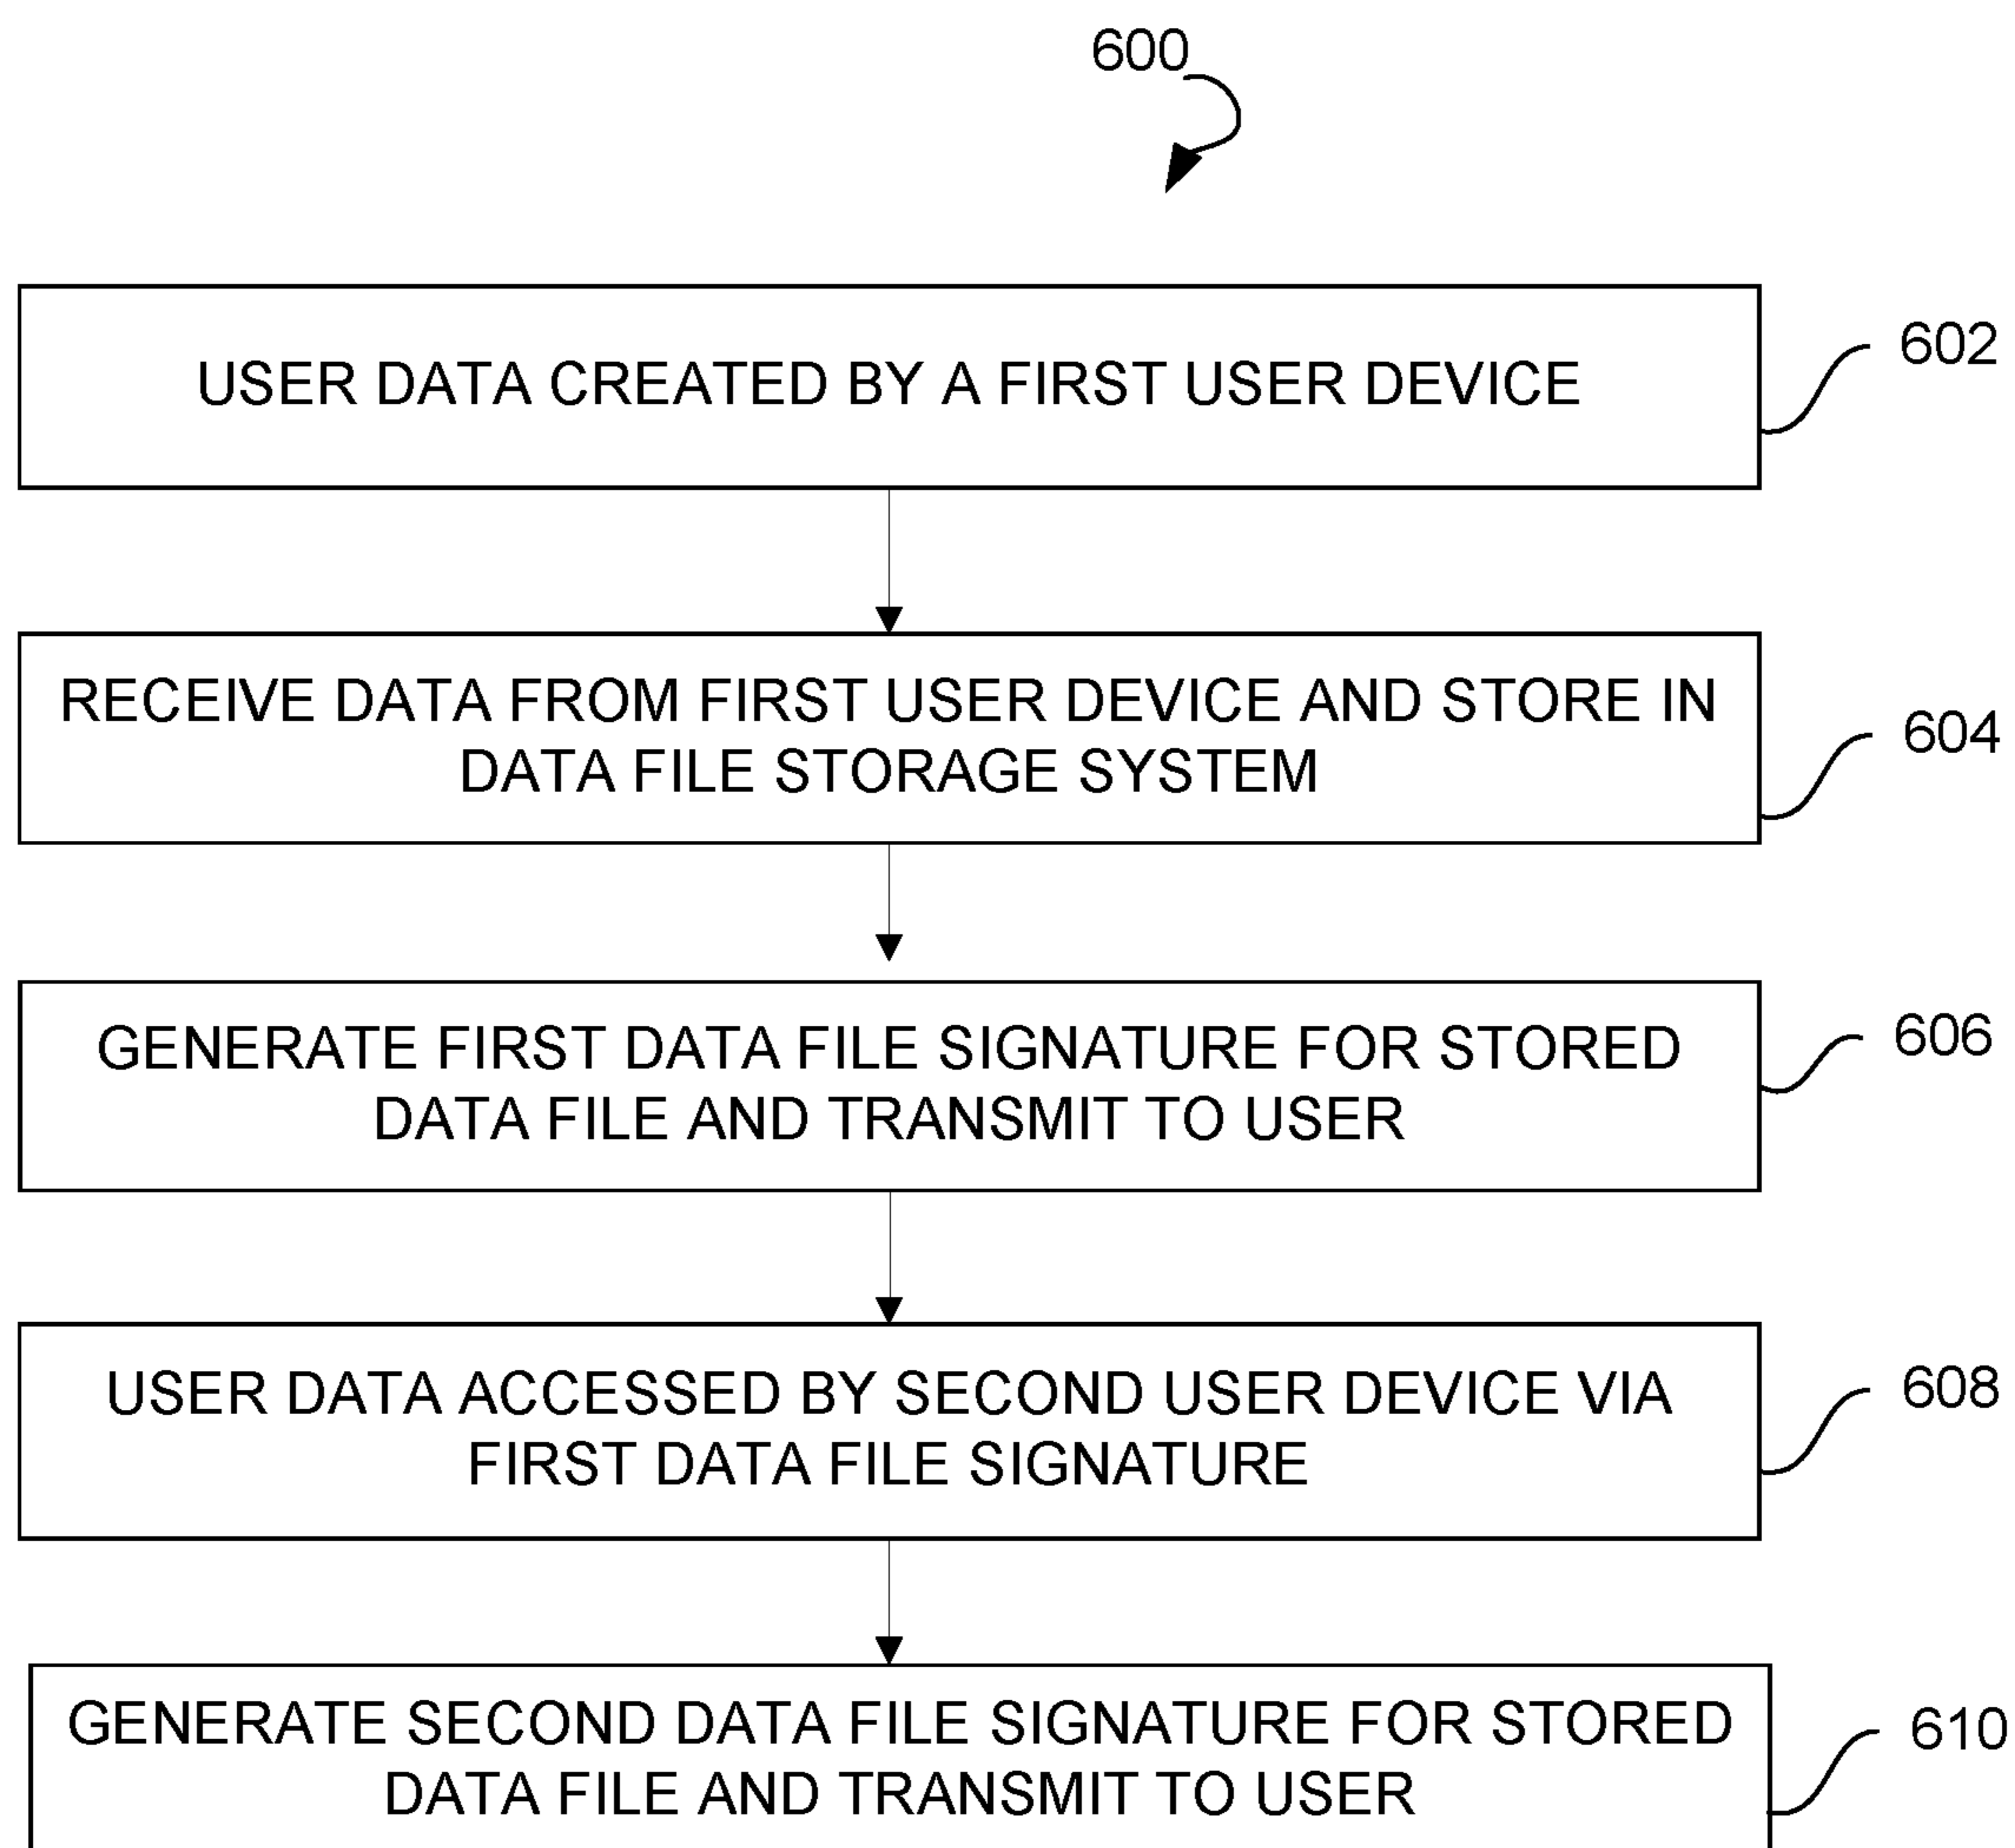 600
USER DATA CREATED BY A FIRST USER DEVICE
602
RECEIVE DATA FROM FIRST USER DEVICE AND STORE IN
DATA FILE STORAGE SYSTEM
604
GENERATE FIRST DATA FILE SIGNATURE FOR STORED
DATA FILE AND TRANSMIT TO USER
606
USER DATA ACCESSED BY SECOND USER DEVICE VIA
FIRST DATA FILE SIGNATURE
608
GENERATE SECOND DATA FILE SIGNATURE FOR STORED
DATA FILE AND TRANSMIT TO USER
610